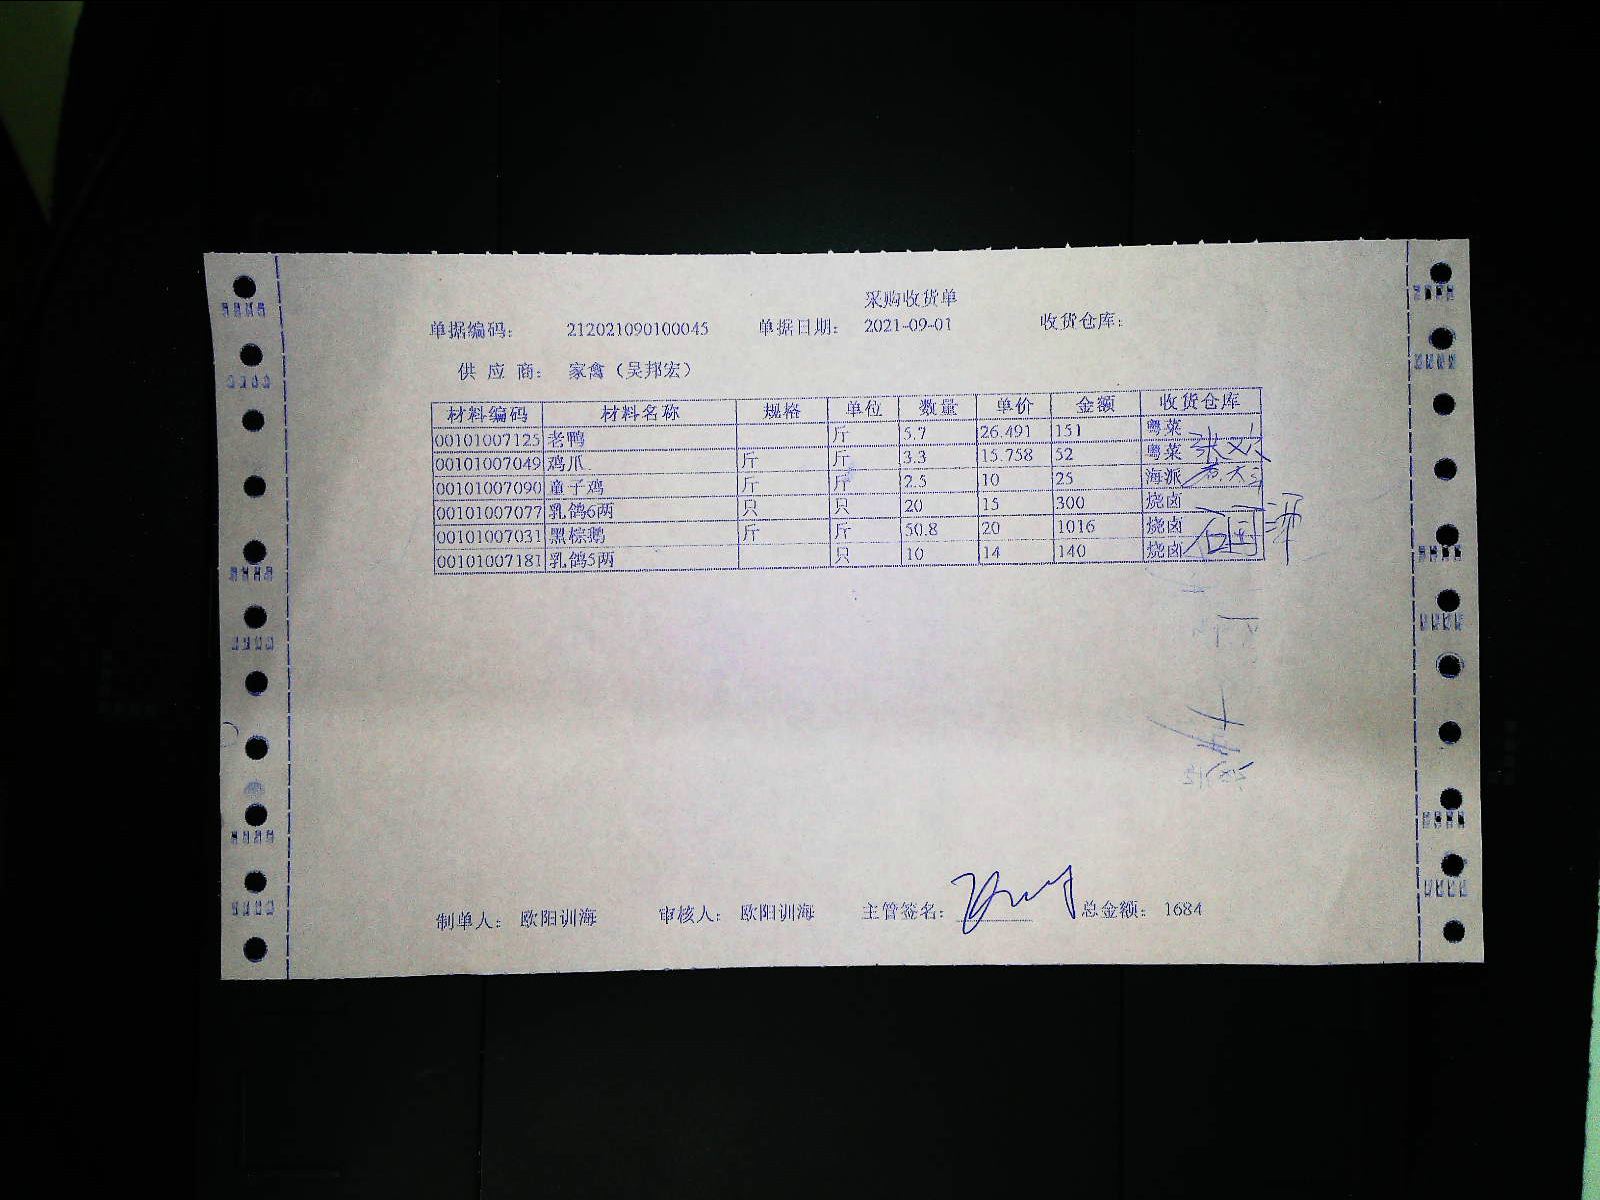 采购收货单
单据编码： 212021090100045 单据日期： 2021-09-01 收货仓库：
供 应 商： 家禽（吴邦宏）
材料编码 材料名称 规格 单位 数量 单价 金额 收货仓库
00101007125 老鸭 斤 5.7 26.491 151 粤菜
00101007049 鸡爪 斤 斤 3.3 15.758 52 粤菜
00101007090 童子鸡 斤 斤 2.5 10 25 海派
00101007077 乳鸽6两 只 只 20 15 300 烧卤
00101007031 黑棕鹅 斤 斤 50.8 20 1016 烧卤
00101007181 乳鸽5两 只 10 14 140 烧卤
制单人： 欧阳训海 审核人： 欧阳训海 主管签名： 总金额： 1684